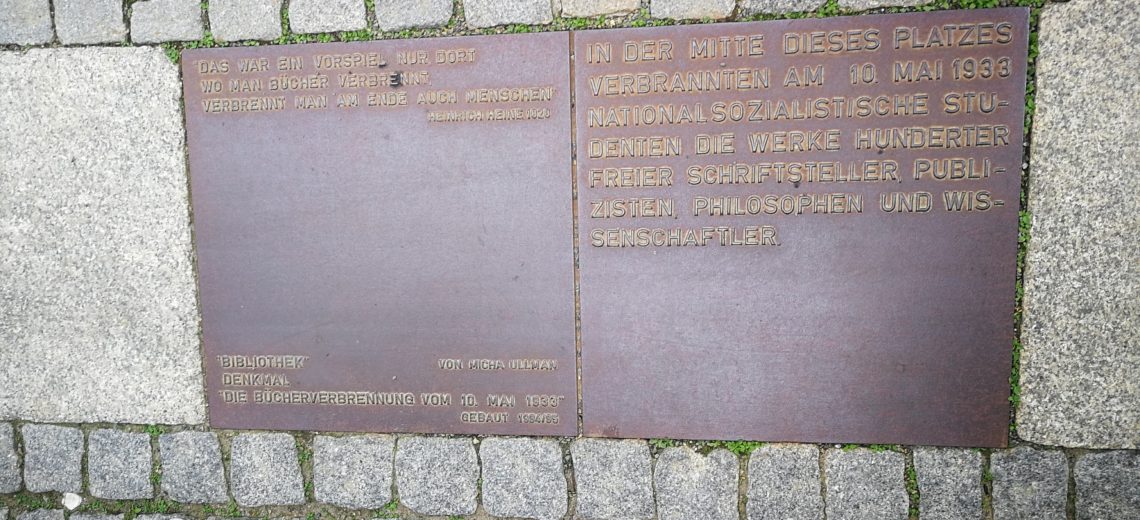 "DAS WAR EIN VORSPIEL NUR DORT
WO MAN BÜCHER VERBRENNT,
VERBRENNT MAN AM ENDE AUCH MENSCHEN"
HEINRICH HEINE 1820
"BIBLIOTHEK"
VON MICHA ULLMAN
DENKMAL
"DIE BÜCHERVERBRENNUNG VOM 10. MAI 1933"
GEBAUT 1994/95
IN DER MITTE DIESES PLATZES
VERBRANNTEN AM 10. MAI 1933
NATIONALSOZIALISTISCHE STU-
DENTEN DIE WERKE HUNDERTER
FREIER SCHRIFTSTELLER, PUBLI-
ZISTEN, PHILOSOPHEN UND WIS-
SENSCHAFTLER.